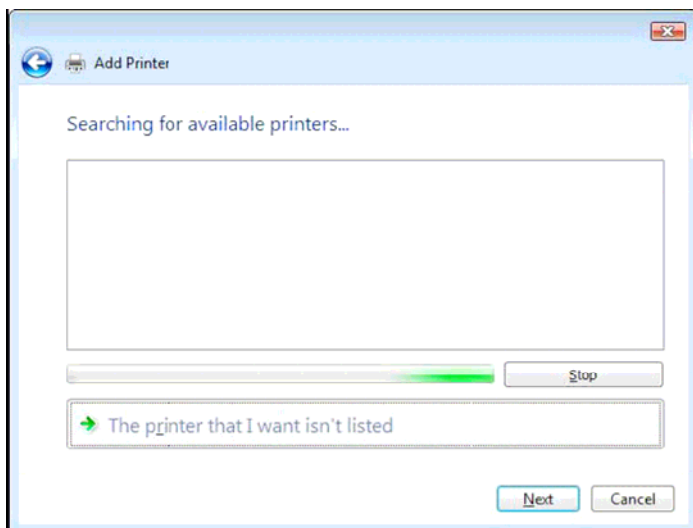 Add Printer
Searching for available printers...
Stop
The printer that I want isn't listed
Next Cancel